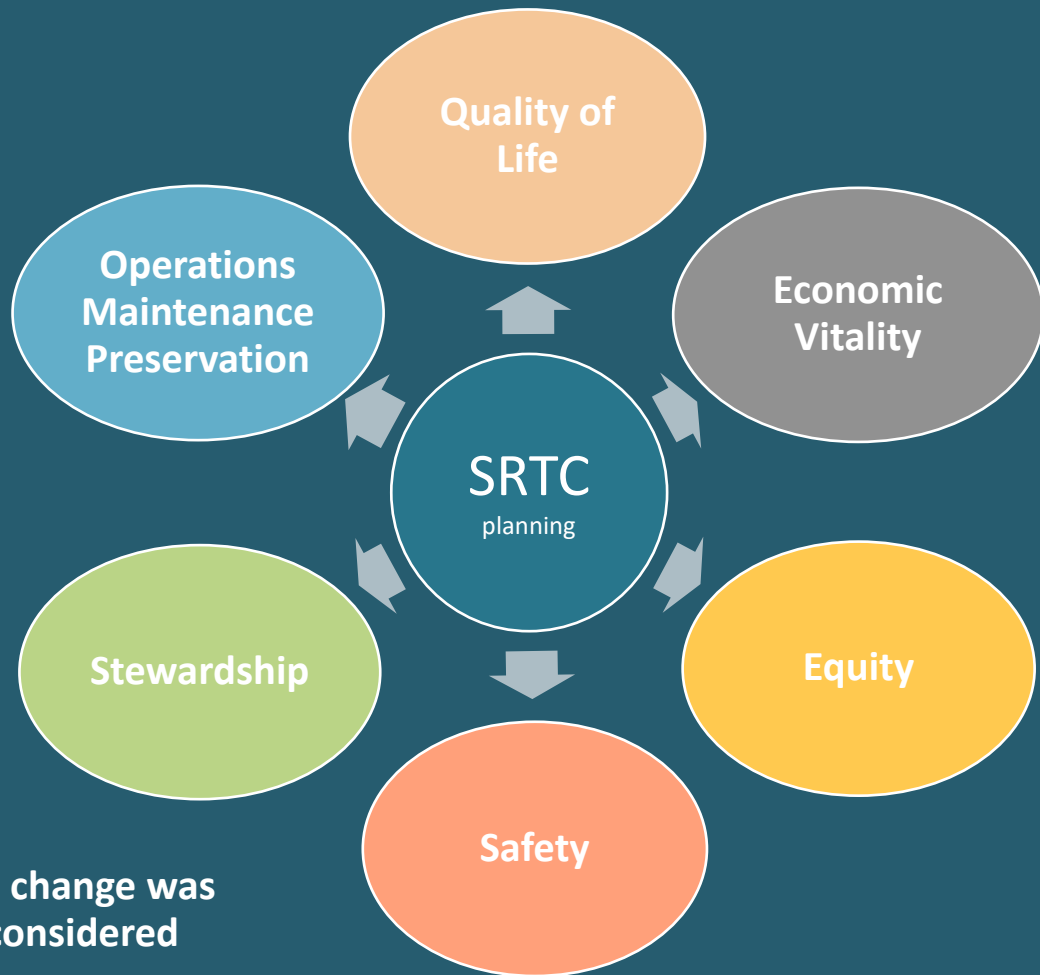 Quality of
Life
Operations
Maintenance
Preservation
Economic
Vitality
SRTC
planning
Stewardship
Equity
Safety
change was
considered